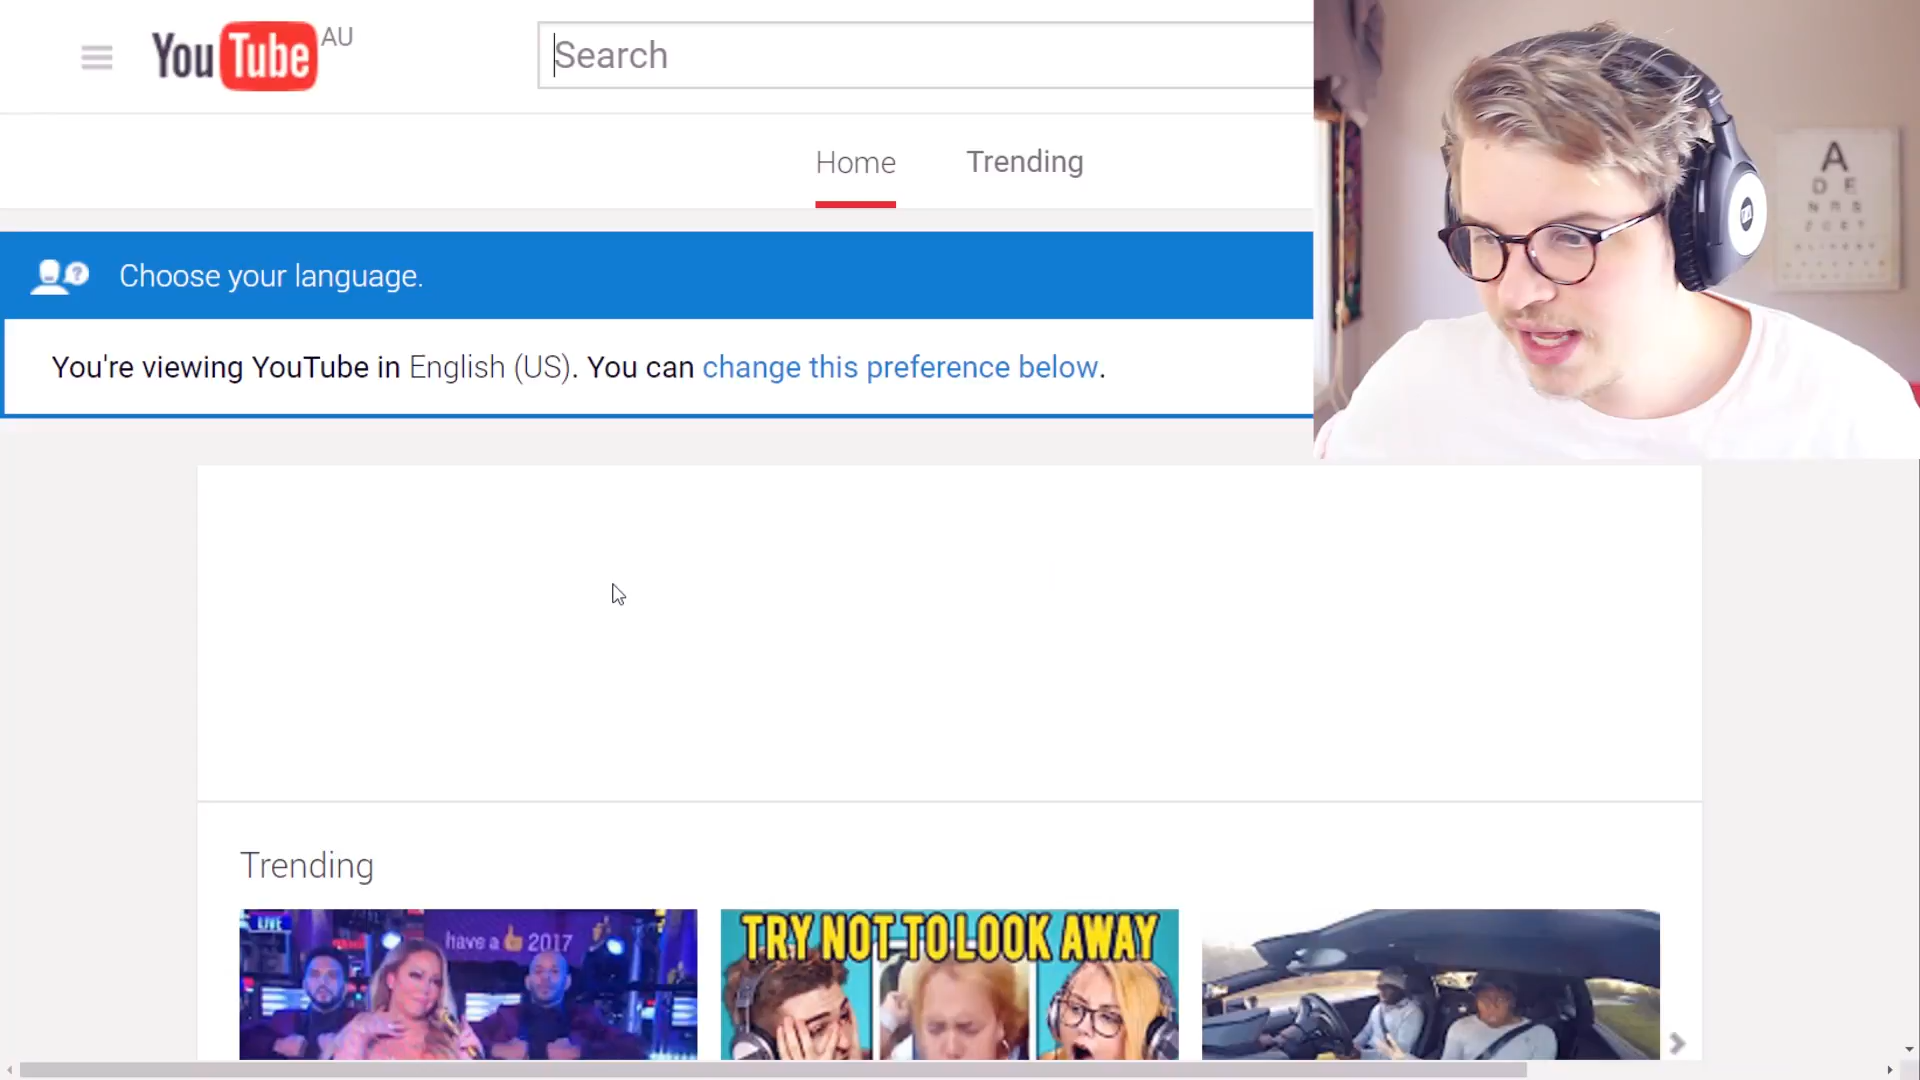 YouTube AU
Search
Home
Trending
Choose your language.
You're viewing YouTube in English (US). You can change this preference below.
A
D E
Trending
LIVE
have a 👍 2017
TRY NOT TO LOOK AWAY